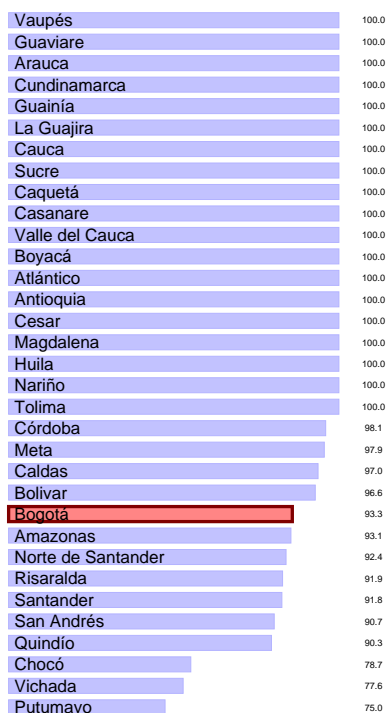 Vaupés 100.0
Guaviare 100.0
Arauca 100.0
Cundinamarca 100.0
Guainía 100.0
La Guajira 100.0
Cauca 100.0
Sucre 100.0
Caquetá 100.0
Casanare 100.0
Valle del Cauca 100.0
Boyacá 100.0
Atlántico 100.0
Antioquia 100.0
Cesar 100.0
Magdalena 100.0
Huila 100.0
Nariño 100.0
Tolima 100.0
Córdoba 98.1
Meta 97.9
Caldas 97.0
Bolivar 96.6
Bogotá 93.3
Amazonas 93.1
Norte de Santander 92.4
Risaralda 91.9
Santander 91.8
San Andrés 90.7
Quindío 90.3
Chocó 78.7
Vichada 77.6
Putumayo 75.0